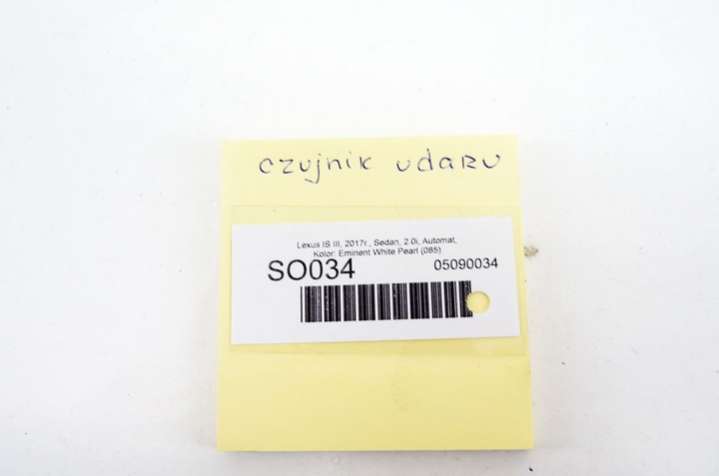 czujnik udaru
Lexus IS III, 2017r., Sedan, 2.0i, Automat,
Kolor: Eminent White Pearl (085)
SO034
05090034